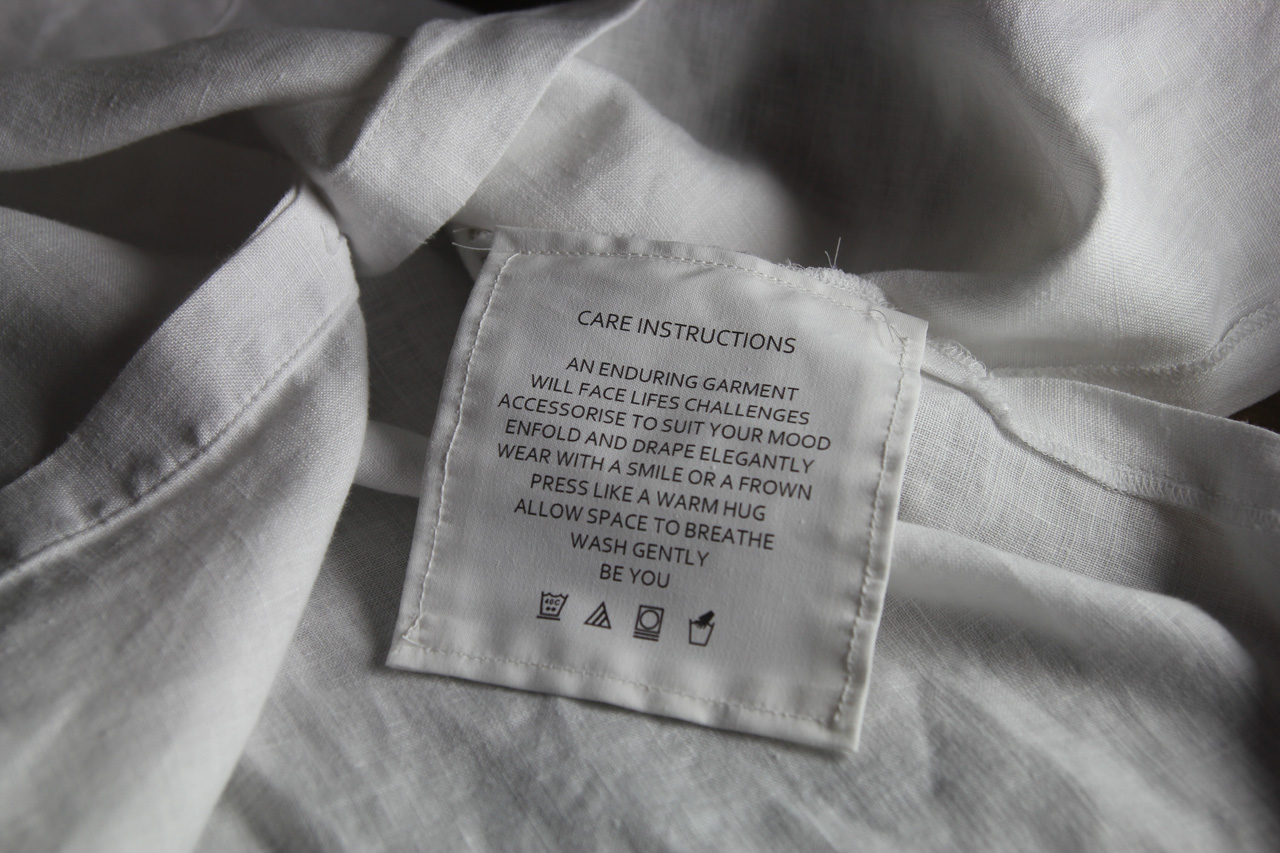 CARE INSTRUCTIONS
AN ENDURING GARMENT
WILL FACE LIFES CHALLENGES
ACCESSORISE TO SUIT YOUR MOOD
ENFOLD AND DRAPE ELEGANTLY
WEAR WITH A SMILE OR A FROWN
PRESS LIKE A WARM HUG
ALLOW SPACE TO BREATHE
WASH GENTLY
BE YOU
40C